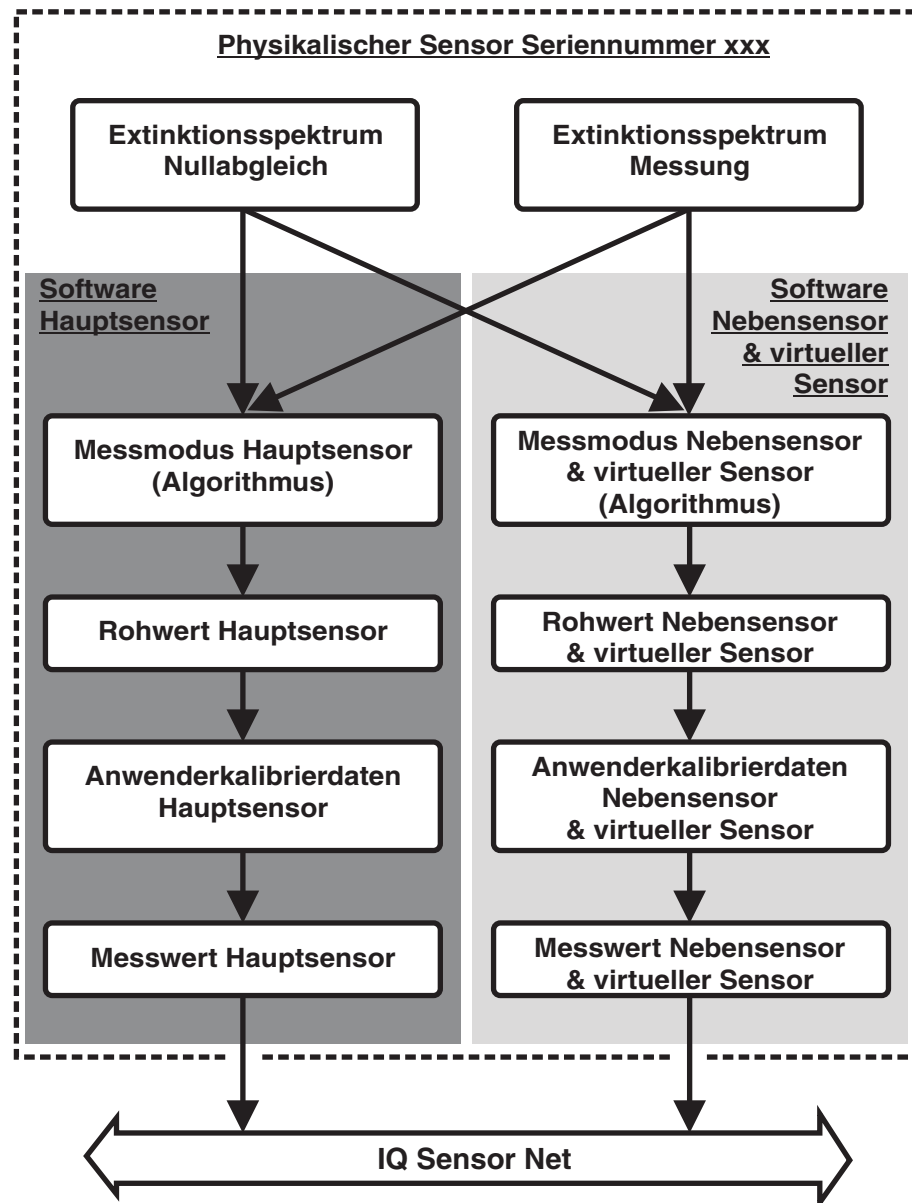 Physikalischer Sensor Seriennummer xxx
Extinktionsspektrum
Nullabgleich
Extinktionsspektrum
Messung
Software
Hauptsensor
Software
Nebensensor
& virtueller
Sensor
Messmodus Hauptsensor
(Algorithmus)
Messmodus Nebensensor
& virtueller Sensor
(Algorithmus)
Rohwert Hauptsensor
Rohwert Nebensensor
& virtueller Sensor
Anwenderkalibrierdaten
Hauptsensor
Anwenderkalibrierdaten
Nebensensor
& virtueller Sensor
Messwert Hauptsensor
Messwert Nebensensor
& virtueller Sensor
IQ Sensor Net